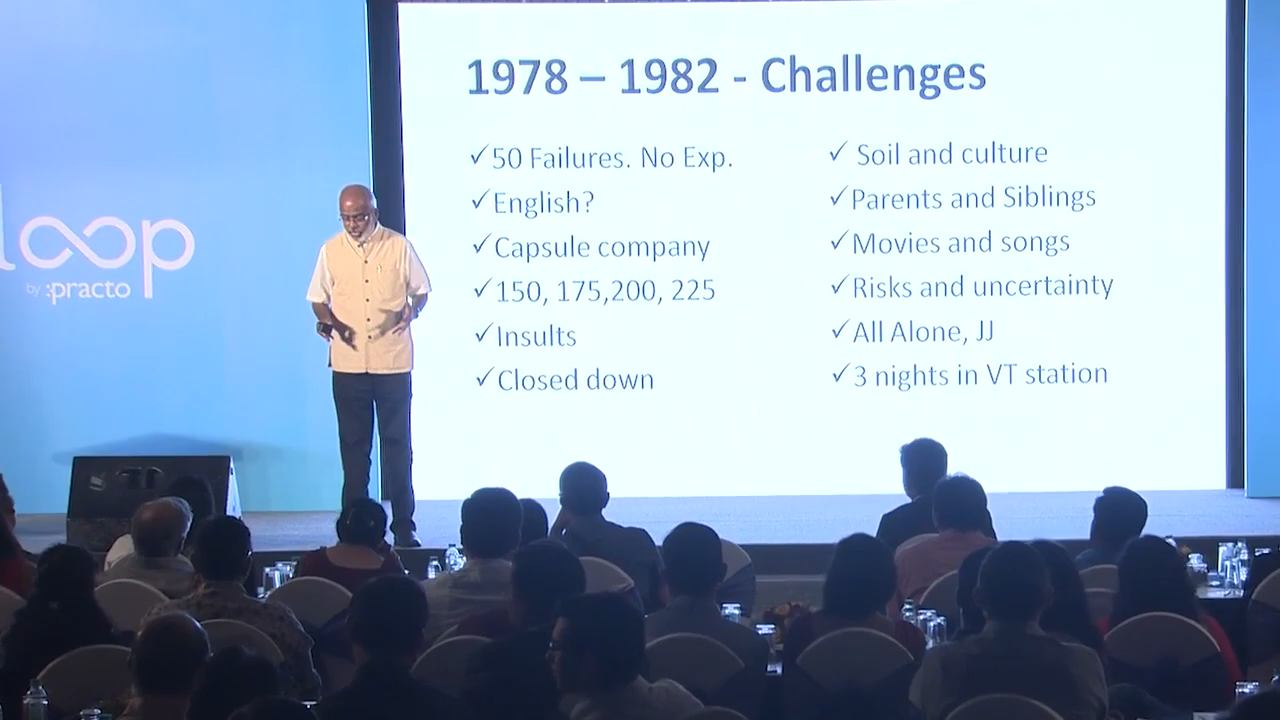 1978 – 1982 - Challenges
✓50 Failures. No Exp.
✓English?
✓Capsule company
✓150, 175,200, 225
✓Insults
✓Closed down
✓ Soil and culture
✓Parents and Siblings
✓Movies and songs
✓Risks and uncertainty
✓All Alone, JJ
✓3 nights in VT station
loop
by :practo